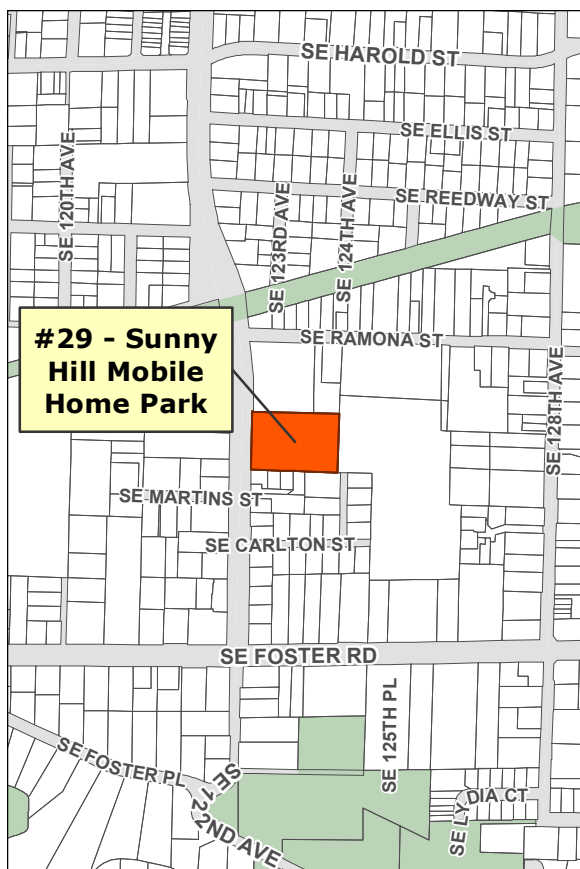 SE HAROLD ST
SE ELLIS ST
SE 120TH AVE
SE 123RD AVE
SE 124TH AVE
SE REEDWAY ST
#29 - Sunny
Hill Mobile
Home Park
SE RAMONA ST
SE 128TH AVE
SE MARTINS ST
SE CARLTON ST
SE FOSTER RD
SE 125TH PL
SE FOSTER PL
SE 122ND AVE
SE LYDIA CT